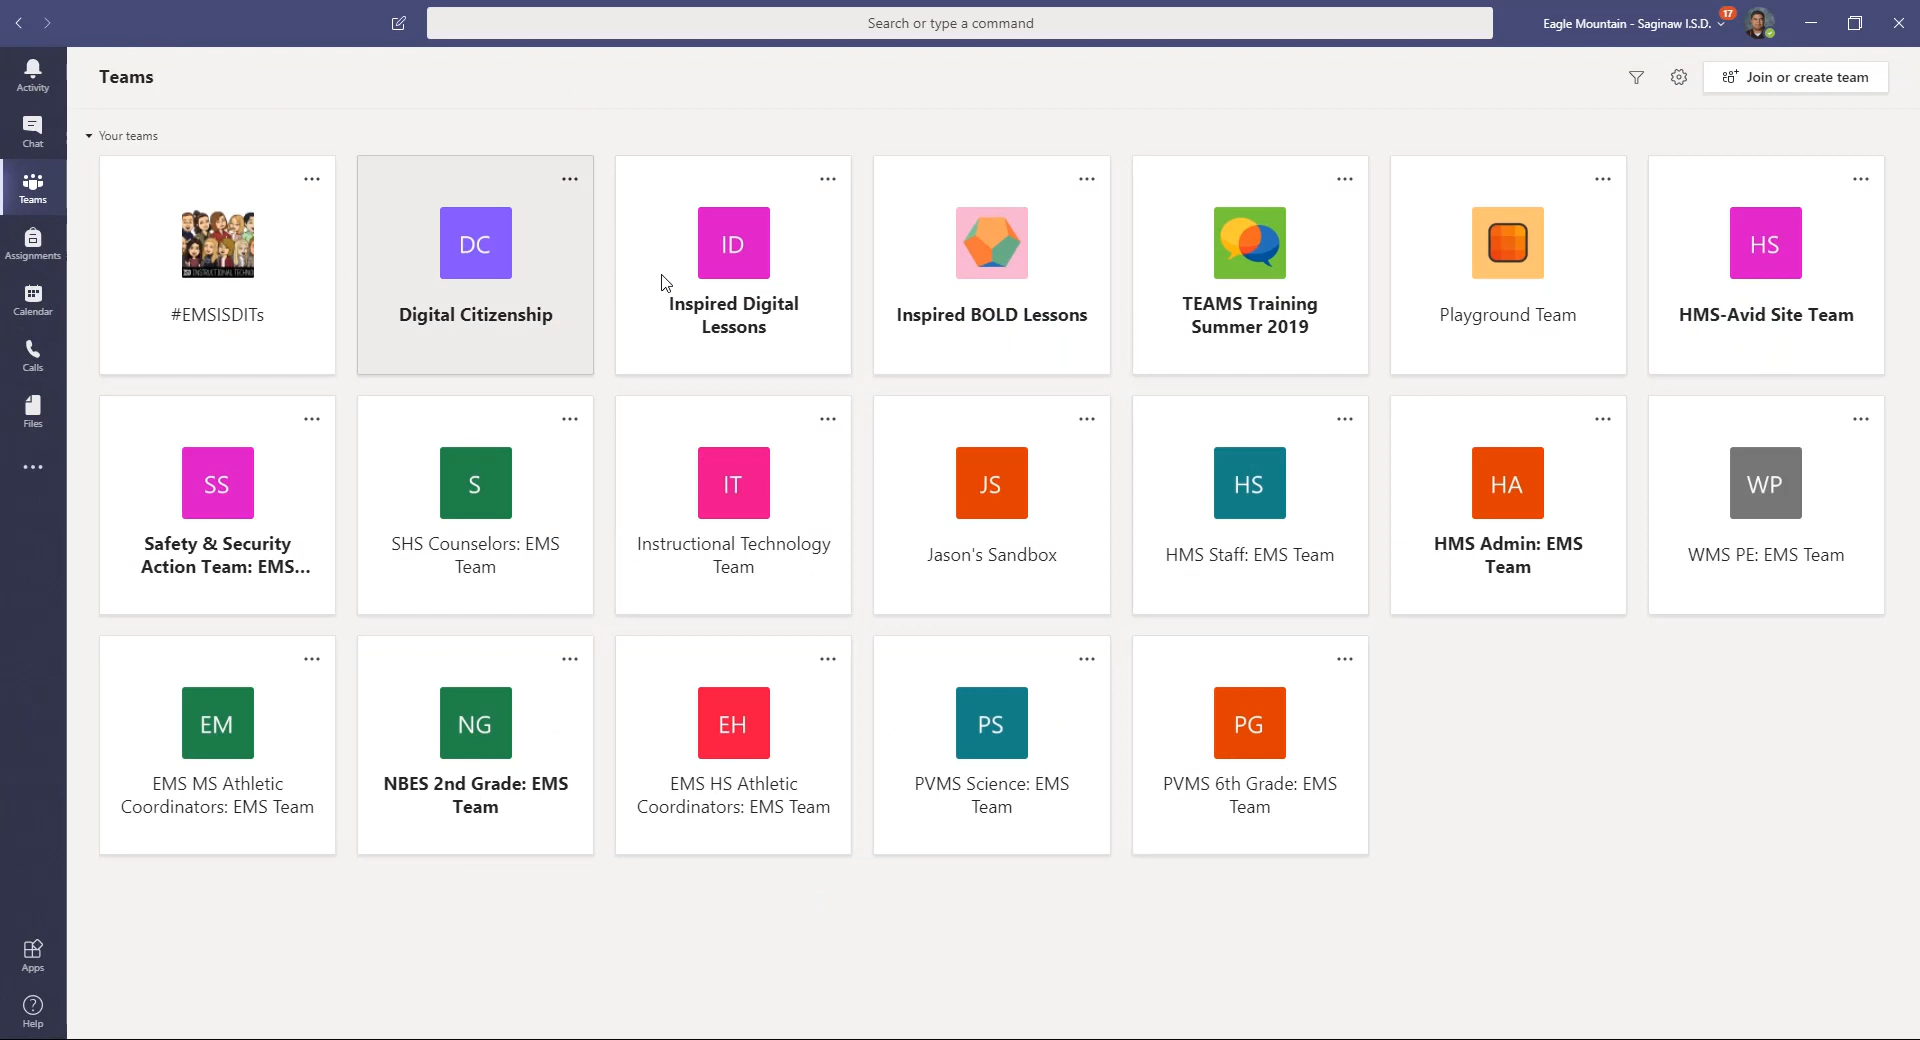 Search or type a command
Eagle Mountain - Saginaw I.S.D.
17
Activity
Chat
Teams
Assignments
Calendar
Calls
Files
Apps
Help
Teams
Join or create team
Your teams
#EMSISDITs
DC
Digital Citizenship
ID
Inspired Digital
Lessons
Inspired BOLD Lessons
TEAMS Training
Summer 2019
Playground Team
HS
HMS-Avid Site Team
SS
Safety & Security
Action Team: EMS...
S
SHS Counselors: EMS
Team
IT
Instructional Technology
Team
JS
Jason's Sandbox
HS
HMS Staff: EMS Team
HA
HMS Admin: EMS
Team
WP
WMS PE: EMS Team
EM
EMS MS Athletic
Coordinators: EMS Team
NG
NBES 2nd Grade: EMS
Team
EH
EMS HS Athletic
Coordinators: EMS Team
PS
PVMS Science: EMS
Team
PG
PVMS 6th Grade: EMS
Team